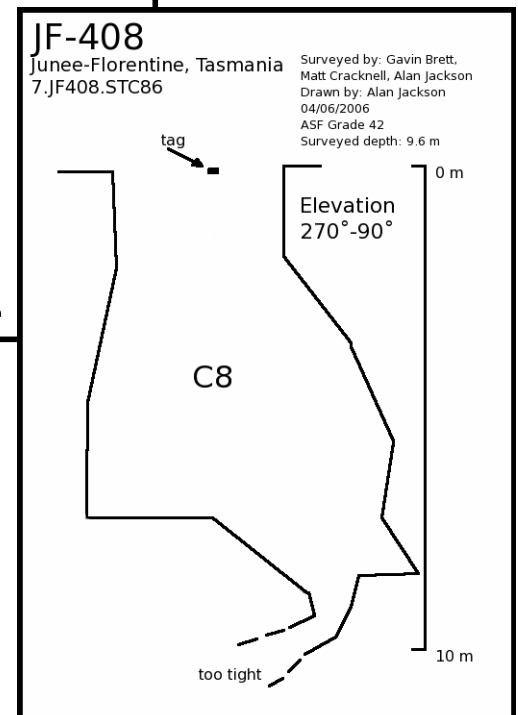 JF-408
Junee-Florentine, Tasmania
7.JF408.STC86
Surveyed by: Gavin Brett,
Matt Cracknell, Alan Jackson
Drawn by: Alan Jackson
04/06/2006
ASF Grade 42
Surveyed depth: 9.6 m
tag
0 m
Elevation
270°-90°
C8
10 m
too tight